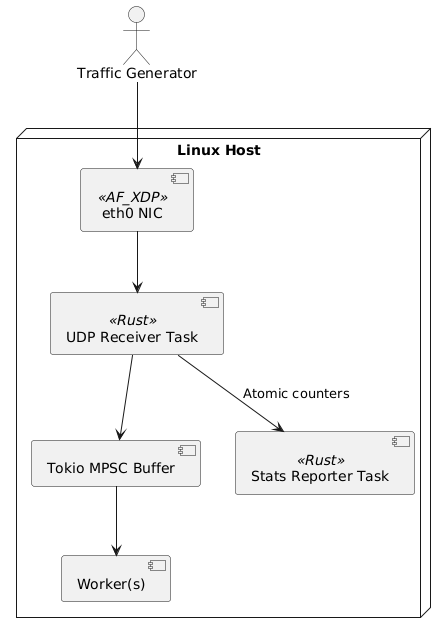 Traffic Generator
Linux Host
«AF_XDP»
eth0 NIC
«Rust»
UDP Receiver Task
Atomic counters
Tokio MPSC Buffer
«Rust»
Stats Reporter Task
Worker(s)